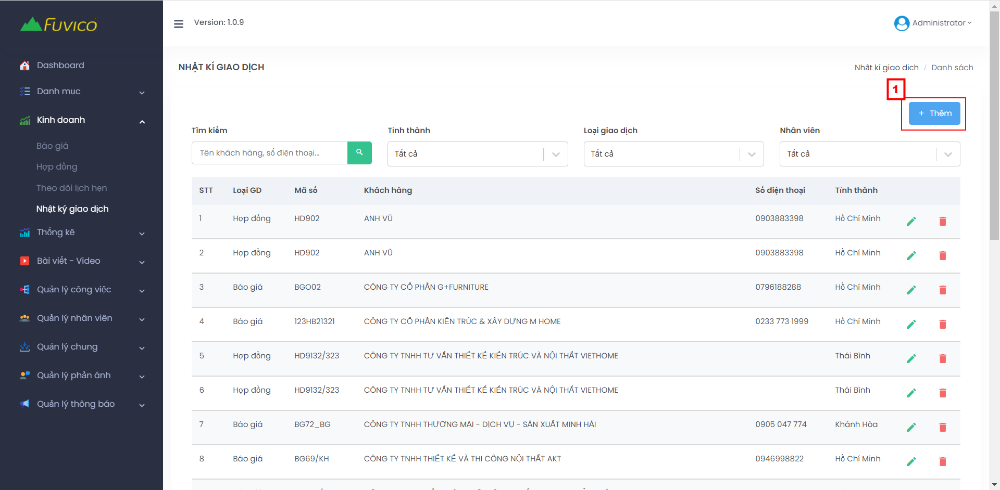 FUVICO
Version: 1.0.9
Administrator
Dashboard
Danh mục
Kinh doanh
Báo giá
Hợp đồng
Theo dõi lịch hẹn
Nhật ký giao dịch
Thống kê
Bài viết - Video
Quản lý công việc
Quản lý nhân viên
Quản lý chung
Quản lý phản ánh
Quản lý thông báo
NHẬT KÍ GIAO DỊCH
Nhật kí giao dịch / Danh sách
1
+ Thêm
Tìm kiếm Tỉnh thành Loại giao dịch Nhân viên
Tên khách hàng, số điện thoại... Tất cả Tất cả Tất cả
STT Loại GD Mã số Khách hàng Số điện thoại Tỉnh thành
1 Hợp đồng HD902 ANH VŨ 0903883398 Hồ Chí Minh
2 Hợp đồng HD902 ANH VŨ 0903883398 Hồ Chí Minh
3 Báo giá BGO02 CÔNG TY CỔ PHẦN G+FURNITURE 0796188288 Hồ Chí Minh
4 Báo giá 123HB21321 CÔNG TY CỔ PHẦN KIẾN TRÚC & XÂY DỰNG M HOME 0233 773 1999 Hồ Chí Minh
5 Hợp đồng HD9132/323 CÔNG TY TNHH TƯ VẤN THIẾT KẾ KIẾN TRÚC VÀ NỘI THẤT VIETHOME Thái Bình
6 Hợp đồng HD9132/323 CÔNG TY TNHH TƯ VẤN THIẾT KẾ KIẾN TRÚC VÀ NỘI THẤT VIETHOME Thái Bình
7 Báo giá BG72_BG CÔNG TY TNHH THƯƠNG MẠI - DỊCH VỤ - SẢN XUẤT MINH HẢI 0905 047 774 Khánh Hòa
8 Báo giá BG69/KH CÔNG TY TNHH THIẾT KẾ VÀ THI CÔNG NỘI THẤT AKT 0946998822 Hồ Chí Minh